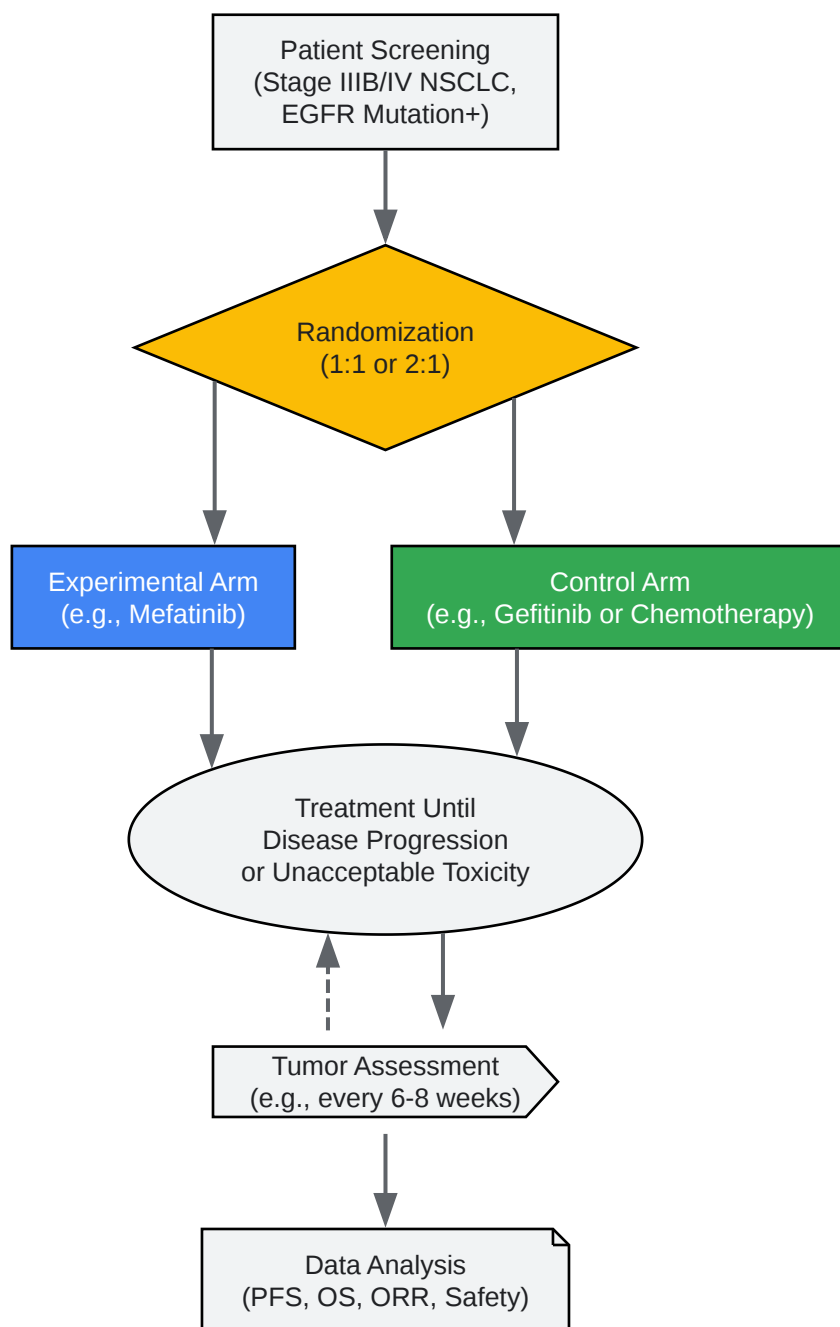 Patient Screening
(Stage IIIB/IV NSCLC,
EGFR Mutation+)
Randomization
(1:1 or 2:1)
Experimental Arm
(e.g., Mefatinib)
Control Arm
(e.g., Gefitinib or Chemotherapy)
Treatment Until
Disease Progression
or Unacceptable Toxicity
Tumor Assessment
(e.g., every 6-8 weeks)
Data Analysis
(PFS, OS, ORR, Safety)